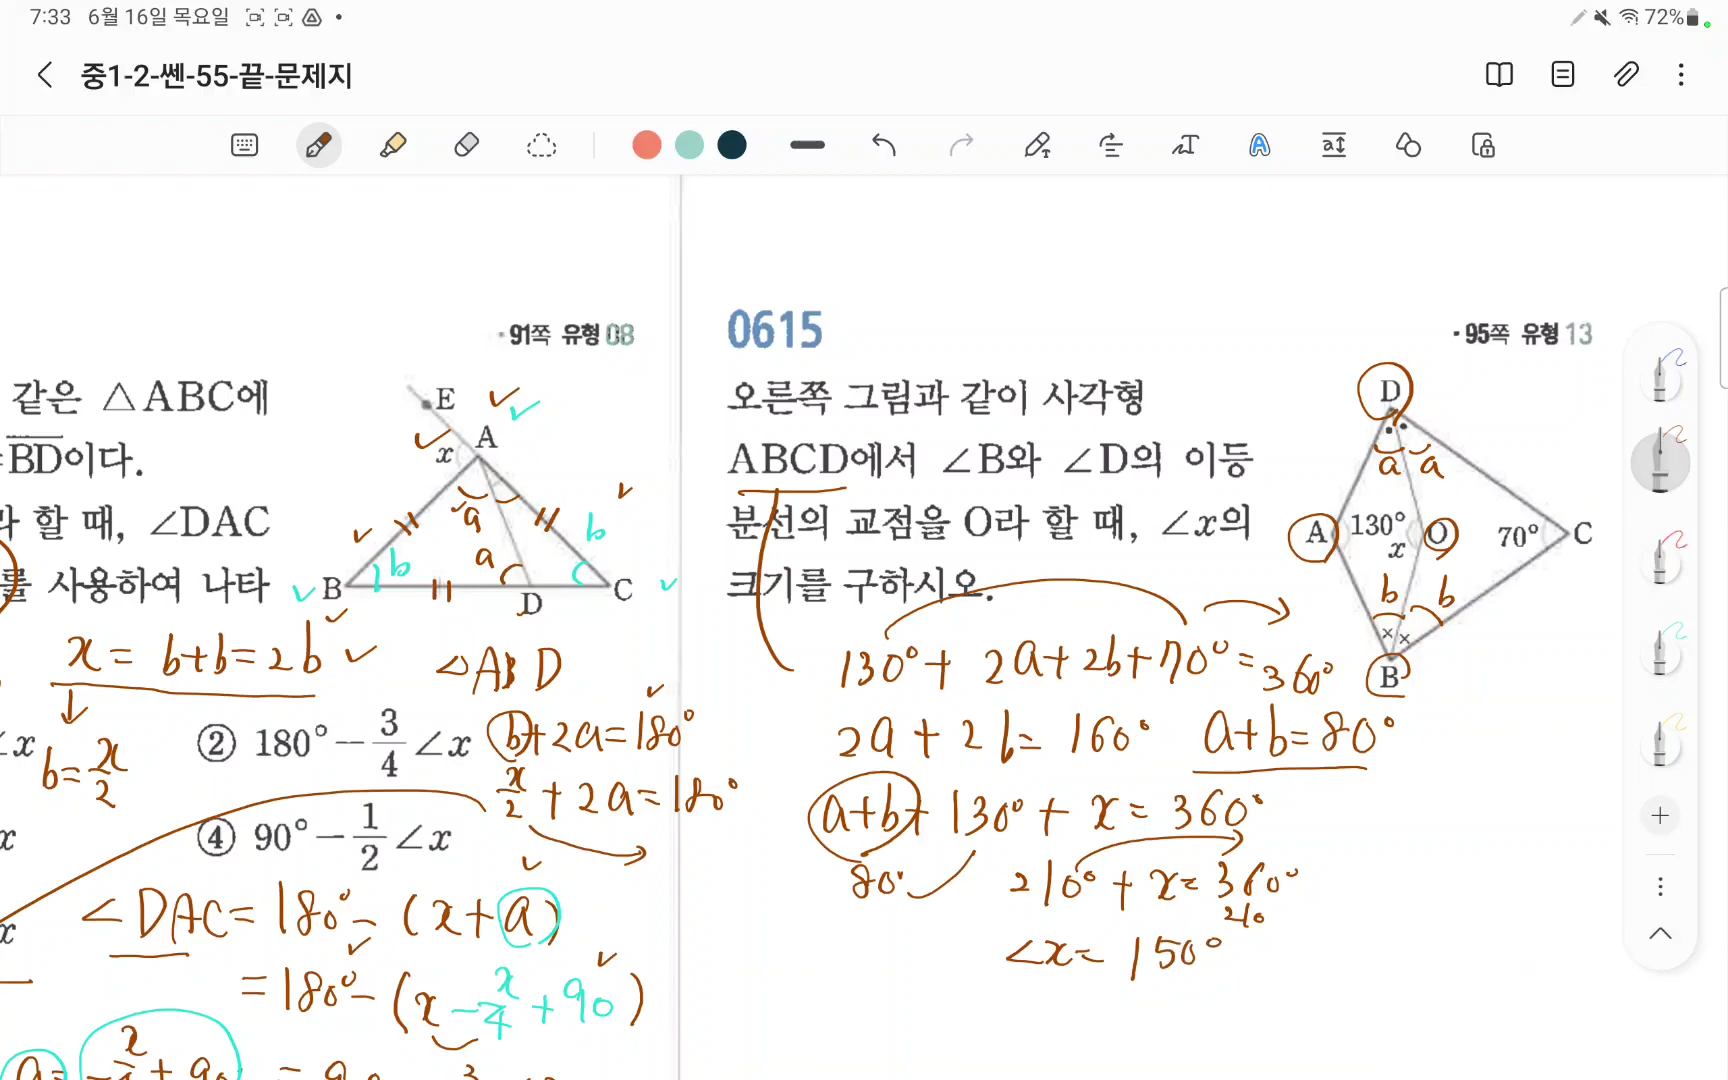 7:33 6월 16일 목요일
72%
중1-2-쎈-55-끝-문제지
91쪽 유형 08
같은 △ABC에
=BD이다.
라 할 때, ∠DAC
를 사용하여 나타
E
A
x
a
a
b
b
B
D
C
x = b+b=2b
△ABD
b=x/2
∠x
② 180°-3/4∠x
b+2a=180°
x/2+2a=180°
x
④ 90°-1/2∠x
x
∠DAC=180°-(x+a)
=180°-(x-x/4+90)
0615
95쪽 유형 13
오른쪽 그림과 같이 사각형
ABCD에서 ∠B와 ∠D의 이등
분선의 교점을 O라 할 때, ∠x의
크기를 구하시오.
D
a a
A 130° x O 70° C
b b
B
130°+2a+2b+70°=360°
2a+2b=160° a+b=80°
a+b+130°+x=360°
80° 210°+x=360°
210
∠x=150°